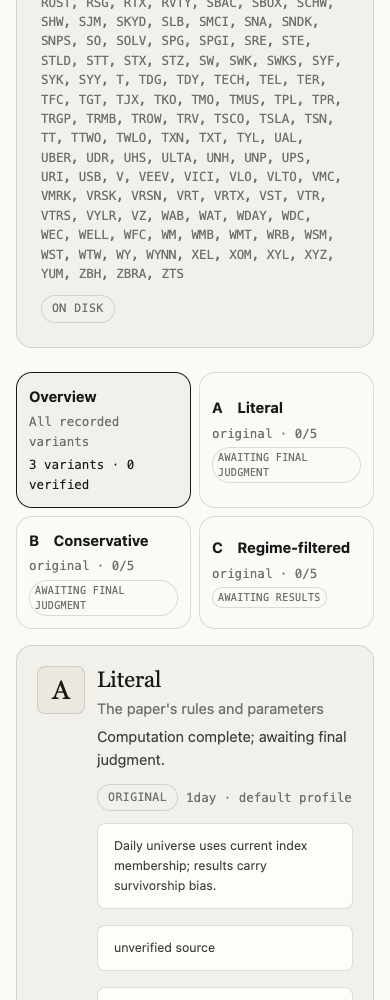 ROST, RSG, RTX, RVTY, SBAC, SBUX, SCHW,
SHW, SJM, SKYD, SLB, SMCI, SNA, SNDK,
SNPS, SO, SOLV, SPG, SPGI, SRE, STE,
STLD, STT, STX, STZ, SW, SWK, SWKS, SYF,
SYK, SYY, T, TDG, TDY, TECH, TEL, TER,
TFC, TGT, TJX, TKO, TMO, TMUS, TPL, TPR,
TRGP, TRMB, TROW, TRV, TSCO, TSLA, TSN,
TT, TTWO, TWLO, TXN, TXT, TYL, UAL,
UBER, UDR, UHS, ULTA, UNH, UNP, UPS,
URI, USB, V, VEEV, VICI, VLO, VLTO, VMC,
VMRK, VRSK, VRSN, VRT, VRTX, VST, VTR,
VTRS, VYLR, VZ, WAB, WAT, WDAY, WDC,
WEC, WELL, WFC, WM, WMB, WMT, WRB, WSM,
WST, WTW, WY, WYNN, XEL, XOM, XYL, XYZ,
YUM, ZBH, ZBRA, ZTS
ON DISK
Overview
All recorded
variants
3 variants · 0
verified
A Literal
original · 0/5
AWAITING FINAL
JUDGMENT
B Conservative
original · 0/5
AWAITING FINAL
JUDGMENT
C Regime-filtered
original · 0/5
AWAITING RESULTS
A
Literal
The paper's rules and parameters
Computation complete; awaiting final
judgment.
ORIGINAL 1day · default profile
Daily universe uses current index
membership; results carry
survivorship bias.
unverified source